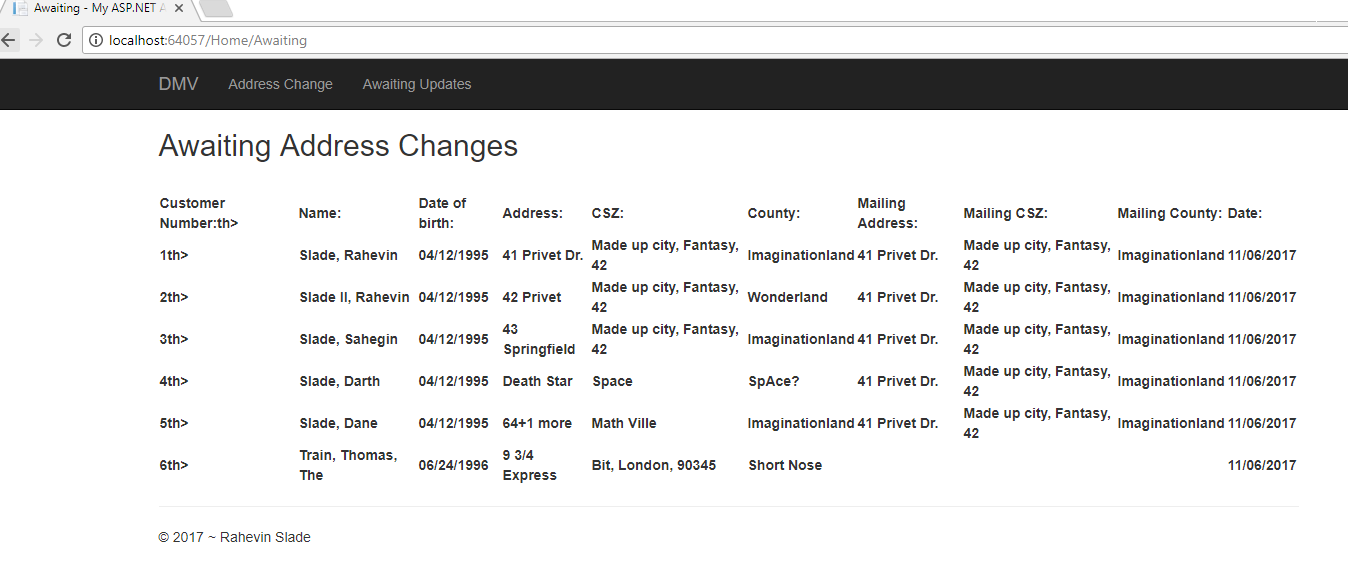 Awaiting - My ASP.NET A
localhost:64057/Home/Awaiting
DMV Address Change Awaiting Updates
Awaiting Address Changes
Customer Number:th> Name: Date of birth: Address: CSZ: County: Mailing Address: Mailing CSZ: Mailing County: Date:
1th> Slade, Rahevin 04/12/1995 41 Privet Dr. Made up city, Fantasy, 42 Imaginationland 41 Privet Dr. Made up city, Fantasy, 42 Imaginationland 11/06/2017
2th> Slade II, Rahevin 04/12/1995 42 Privet Made up city, Fantasy, 42 Wonderland 41 Privet Dr. Made up city, Fantasy, 42 Imaginationland 11/06/2017
3th> Slade, Sahegin 04/12/1995 43 Springfield Made up city, Fantasy, 42 Imaginationland 41 Privet Dr. Made up city, Fantasy, 42 Imaginationland 11/06/2017
4th> Slade, Darth 04/12/1995 Death Star Space SpAce? 41 Privet Dr. Made up city, Fantasy, 42 Imaginationland 11/06/2017
5th> Slade, Dane 04/12/1995 64+1 more Math Ville Imaginationland 41 Privet Dr. Made up city, Fantasy, 42 Imaginationland 11/06/2017
6th> Train, Thomas, The 06/24/1996 9 3/4 Express Bit, London, 90345 Short Nose 11/06/2017
© 2017 ~ Rahevin Slade